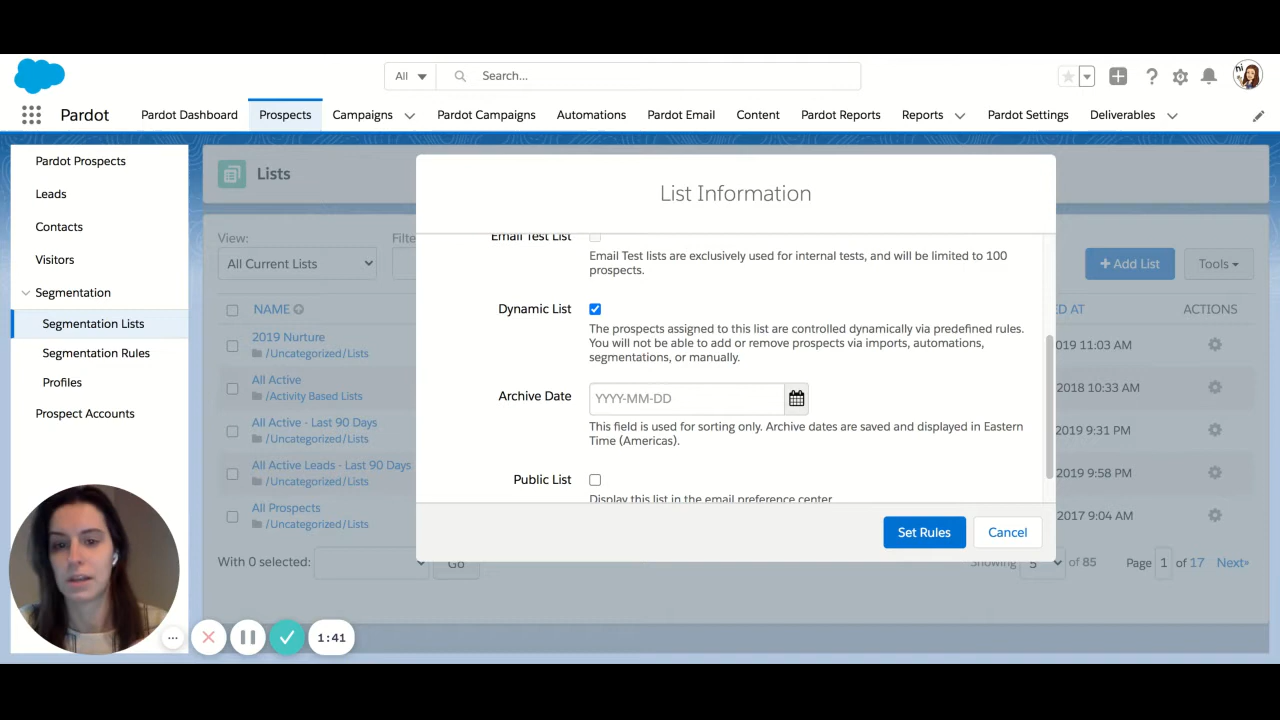 All
Search...
Pardot
Pardot Dashboard
Prospects
Campaigns
Pardot Campaigns
Automations
Pardot Email
Content
Pardot Reports
Reports
Pardot Settings
Deliverables
Pardot Prospects
Leads
Contacts
Visitors
Segmentation
Segmentation Lists
Segmentation Rules
Profiles
Prospect Accounts
Lists
View:
Filte
All Current Lists
+ Add List
Tools
NAME
D AT
ACTIONS
2019 Nurture
/Uncategorized/Lists
019 11:03 AM
All Active
/Activity Based Lists
2018 10:33 AM
All Active - Last 90 Days
/Uncategorized/Lists
2019 9:31 PM
All Active Leads - Last 90 Days
/Uncategorized/Lists
2019 9:58 PM
All Prospects
/Uncategorized/Lists
2017 9:04 AM
With 0 selected:
Go
Showing 5 of 85
Page 1 of 17 Next»
List Information
Email Test List
Email Test lists are exclusively used for internal tests, and will be limited to 100
prospects.
Dynamic List
The prospects assigned to this list are controlled dynamically via predefined rules.
You will not be able to add or remove prospects via imports, automations,
segmentations, or manually.
Archive Date
YYYY-MM-DD
This field is used for sorting only. Archive dates are saved and displayed in Eastern
Time (Americas).
Public List
Display this list in the email preference center
Set Rules
Cancel
1:41
hi